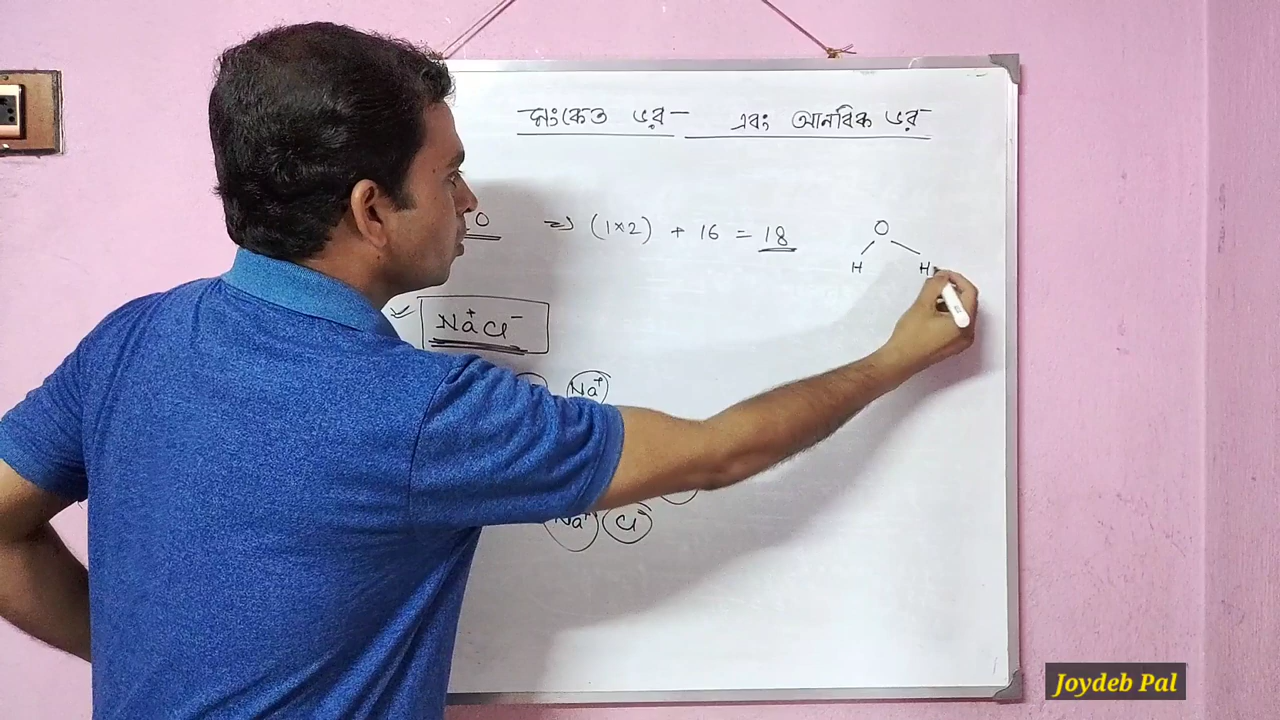 সংকেত ভর এবং আনবিক ভর
O ⇒ (1×2) + 16 = 18
O
H H
Na⁺Cl⁻
Na⁺
Na⁺ Cl⁻
Joydeb Pal